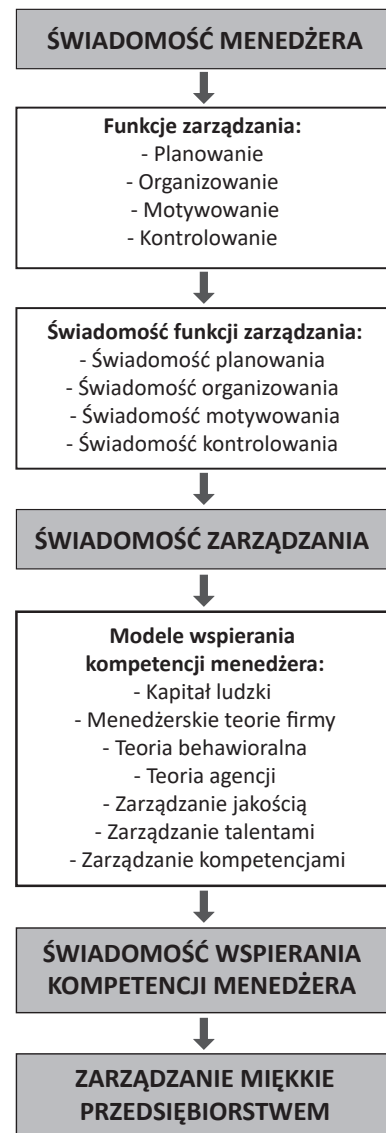 ŚWIADOMOŚĆ MENEDŻERA
Funkcje zarządzania:
- Planowanie
- Organizowanie
- Motywowanie
- Kontrolowanie
Świadomość funkcji zarządzania:
- Świadomość planowania
- Świadomość organizowania
- Świadomość motywowania
- Świadomość kontrolowania
ŚWIADOMOŚĆ ZARZĄDZANIA
Modele wspierania
kompetencji menedżera:
- Kapitał ludzki
- Menedżerskie teorie firmy
- Teoria behawioralna
- Teoria agencji
- Zarządzanie jakością
- Zarządzanie talentami
- Zarządzanie kompetencjami
ŚWIADOMOŚĆ WSPIERANIA
KOMPETENCJI MENEDŻERA
ZARZĄDZANIE MIĘKKIE
PRZEDSIĘBIORSTWEM